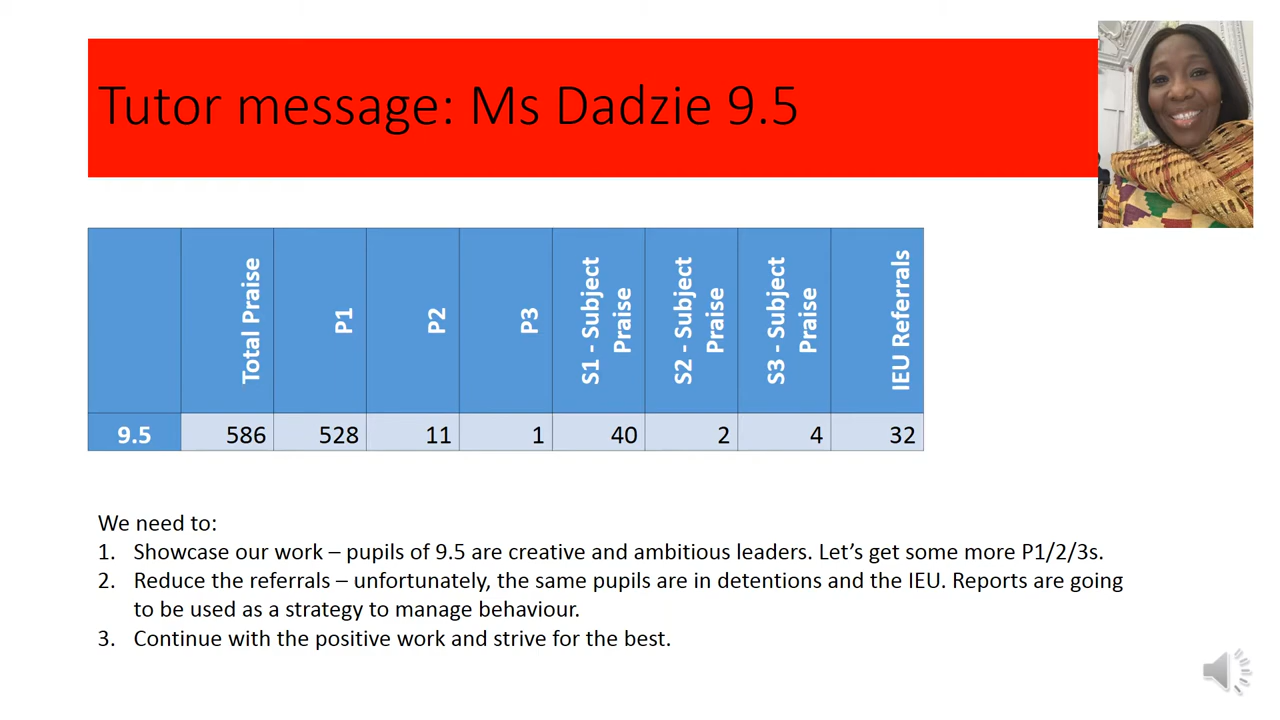 Tutor message: Ms Dadzie 9.5
Total Praise
P1
P2
P3
S1 - Subject
Praise
S2 - Subject
Praise
S3 - Subject
Praise
IEU Referrals
9.5 586 528 11 1 40 2 4 32
We need to:
1. Showcase our work – pupils of 9.5 are creative and ambitious leaders. Let’s get some more P1/2/3s.
2. Reduce the referrals – unfortunately, the same pupils are in detentions and the IEU. Reports are going
to be used as a strategy to manage behaviour.
3. Continue with the positive work and strive for the best.